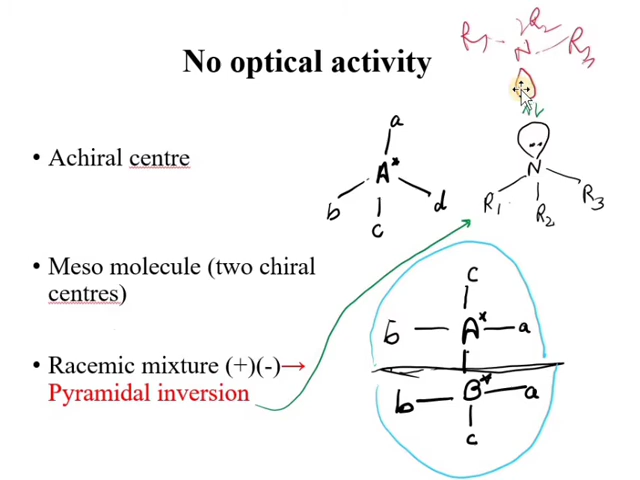 R2
R1 N R3
No optical activity
a
• Achiral centre
A*
N
b c d
R1 R2 R3
• Meso molecule (two chiral
centres)
c
b A* a
• Racemic mixture (+)(-)→
Pyramidal inversion
b B* a
c